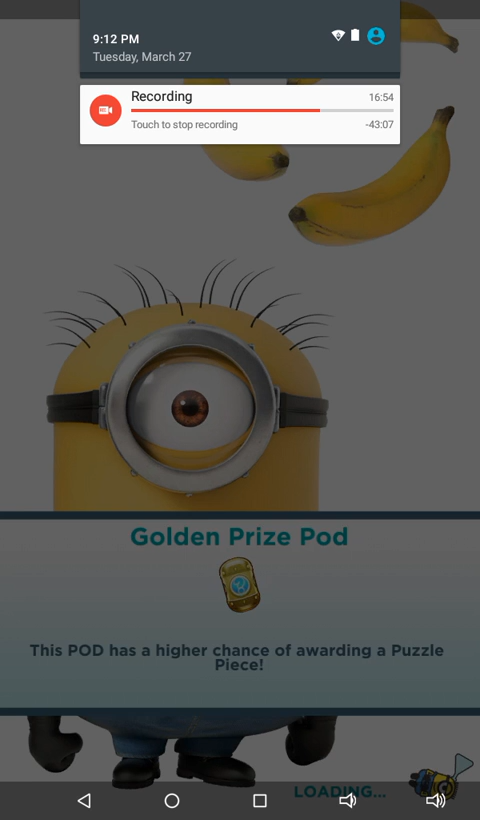 9:12 PM
Tuesday, March 27
Recording
16:54
Touch to stop recording
-43:07
Golden Prize Pod
This POD has a higher chance of awarding a Puzzle
Piece!
LOADING...